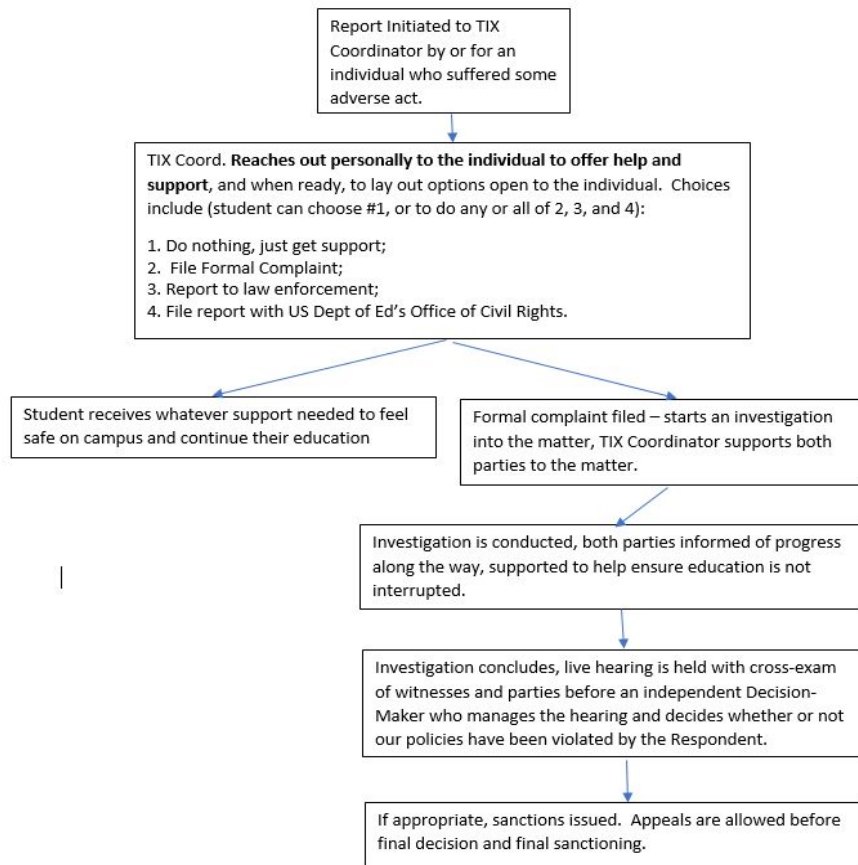 Report Initiated to TIX
Coordinator by or for an
individual who suffered some
adverse act.
TIX Coord. Reaches out personally to the individual to offer help and
support, and when ready, to lay out options open to the individual.  Choices
include (student can choose #1, or to do any or all of 2, 3, and 4):
1. Do nothing, just get support;
2.  File Formal Complaint;
3. Report to law enforcement;
4. File report with US Dept of Ed’s Office of Civil Rights.
Student receives whatever support needed to feel
safe on campus and continue their education
Formal complaint filed – starts an investigation
into the matter, TIX Coordinator supports both
parties to the matter.
Investigation is conducted, both parties informed of progress
along the way, supported to help ensure education is not
interrupted.
Investigation concludes, live hearing is held with cross-exam
of witnesses and parties before an independent Decision-
Maker who manages the hearing and decides whether or not
our policies have been violated by the Respondent.
If appropriate, sanctions issued.  Appeals are allowed before
final decision and final sanctioning.